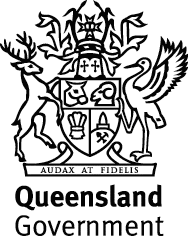 AUDAX AT FIDELIS
Queensland
Government